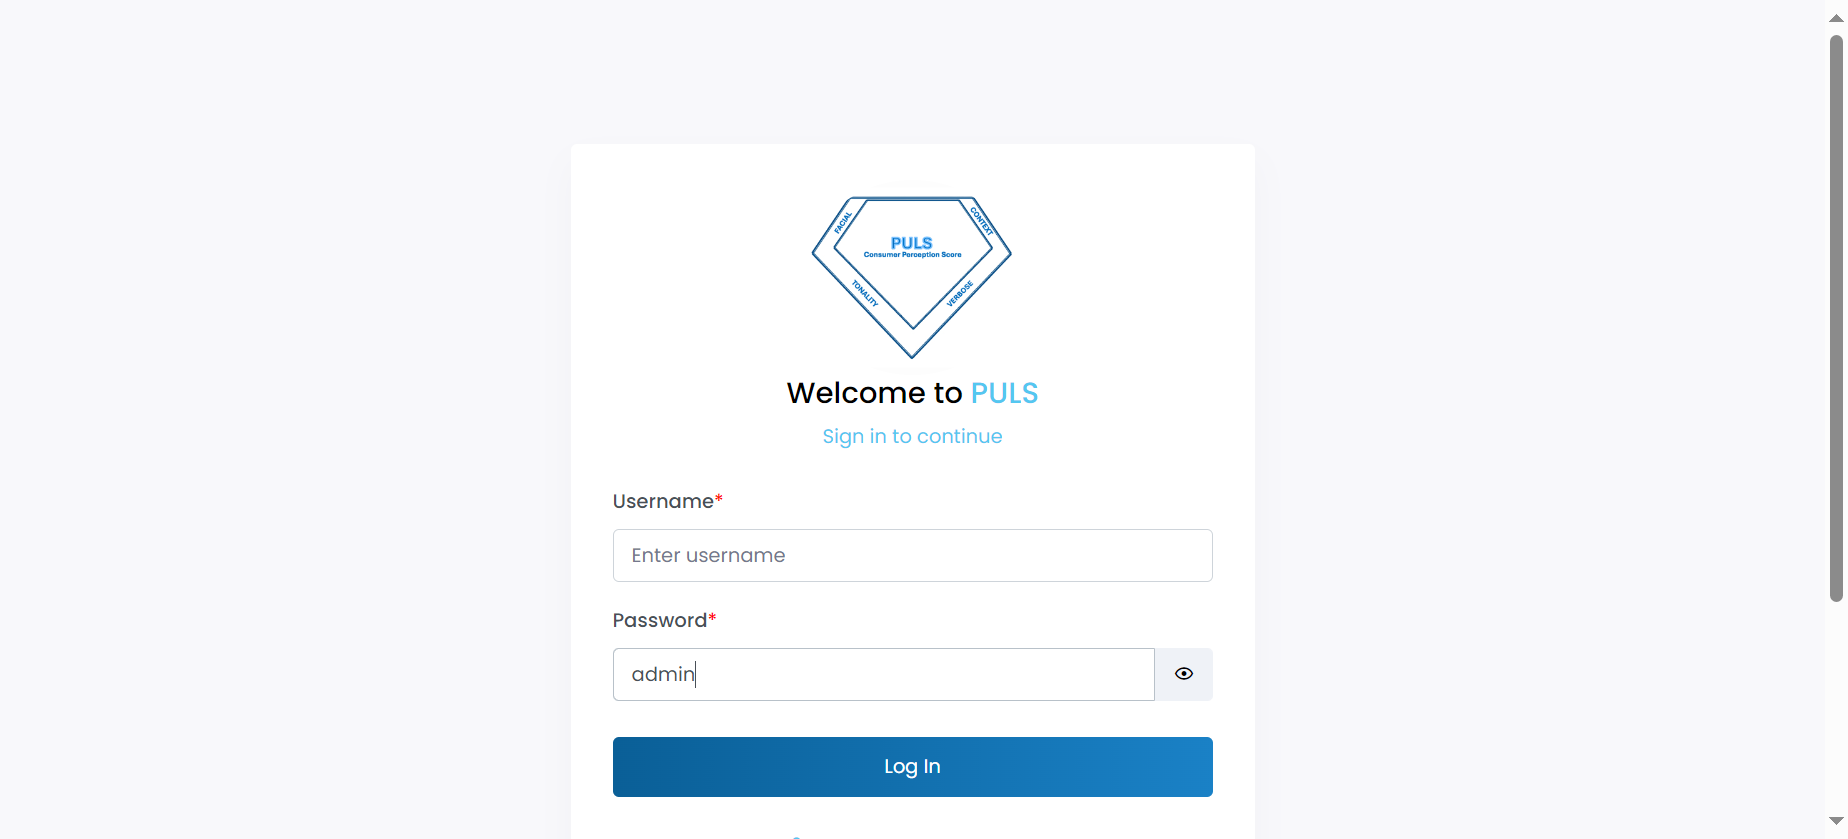 FACIAL
CONTEXT
PULS
Consumer Perception Score
TONALITY
VERBOSE
Welcome to PULS
Sign in to continue
Username*
Enter username
Password*
admin
Log In